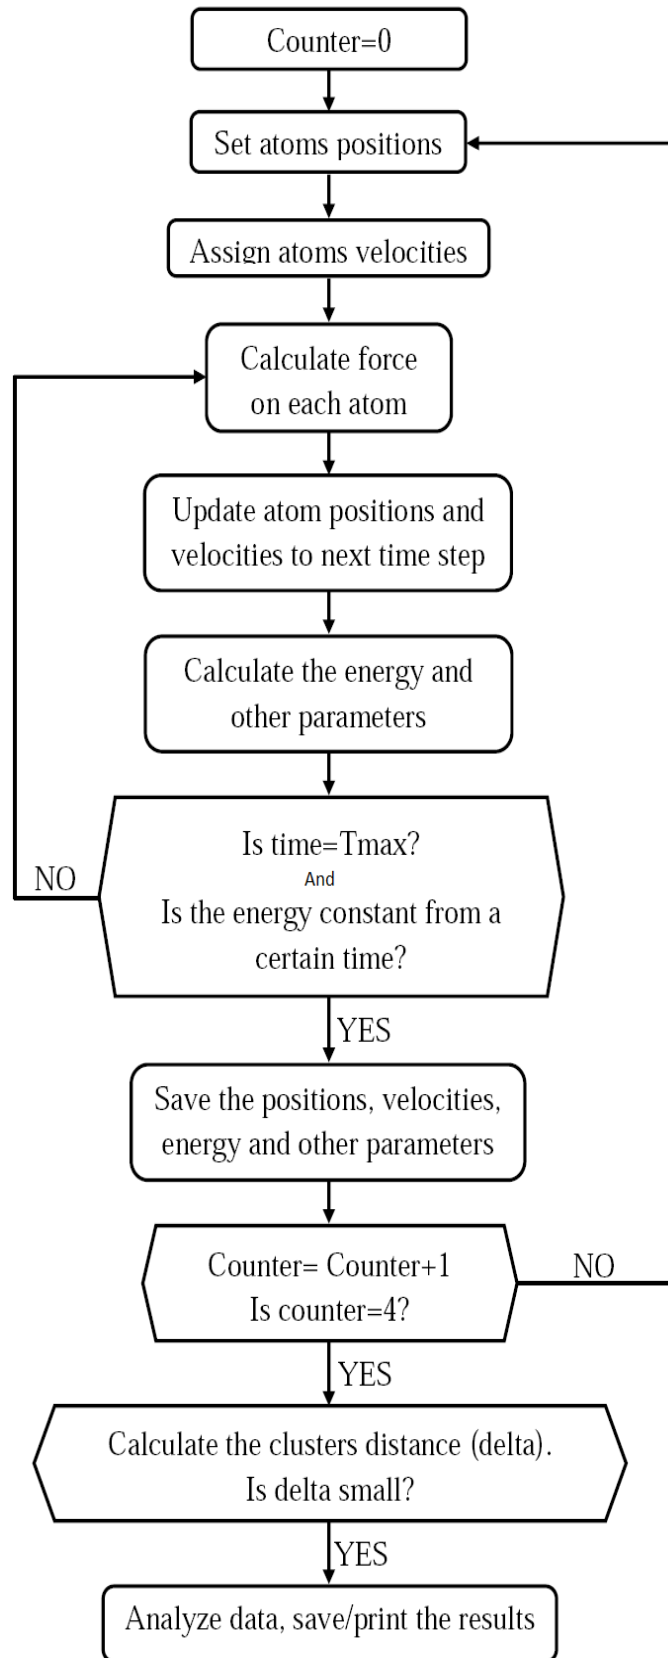 Counter=0
Set atoms positions
Assign atoms velocities
Calculate force
on each atom
Update atom positions and
velocities to next time step
Calculate the energy and
other parameters
Is time=Tmax?
And
Is the energy constant from a
certain time?
NO
YES
Save the positions, velocities,
energy and other parameters
Counter= Counter+1
Is counter=4?
NO
YES
Calculate the clusters distance (delta).
Is delta small?
YES
Analyze data, save/print the results